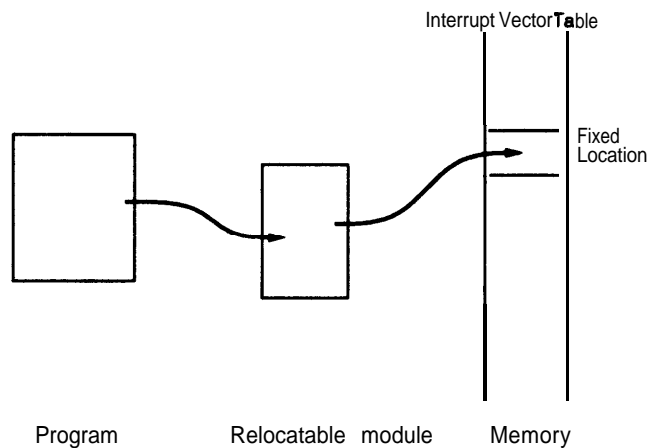 Interrupt Vector Table
Fixed
Location
Program
Relocatable module
Memory